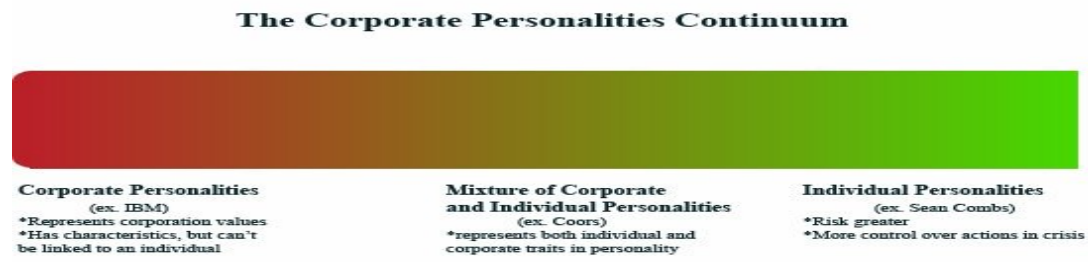 The Corporate Personalities Continuum
Corporate Personalities
(ex. IBM)
*Represents corporation values
*Has characteristics, but can't
be linked to an individual
Mixture of Corporate
and Individual Personalities
(ex. Coors)
*represents both individual and
corporate traits in personality
Individual Personalities
(ex. Sean Combs)
*Risk greater
*More control over actions in crisis